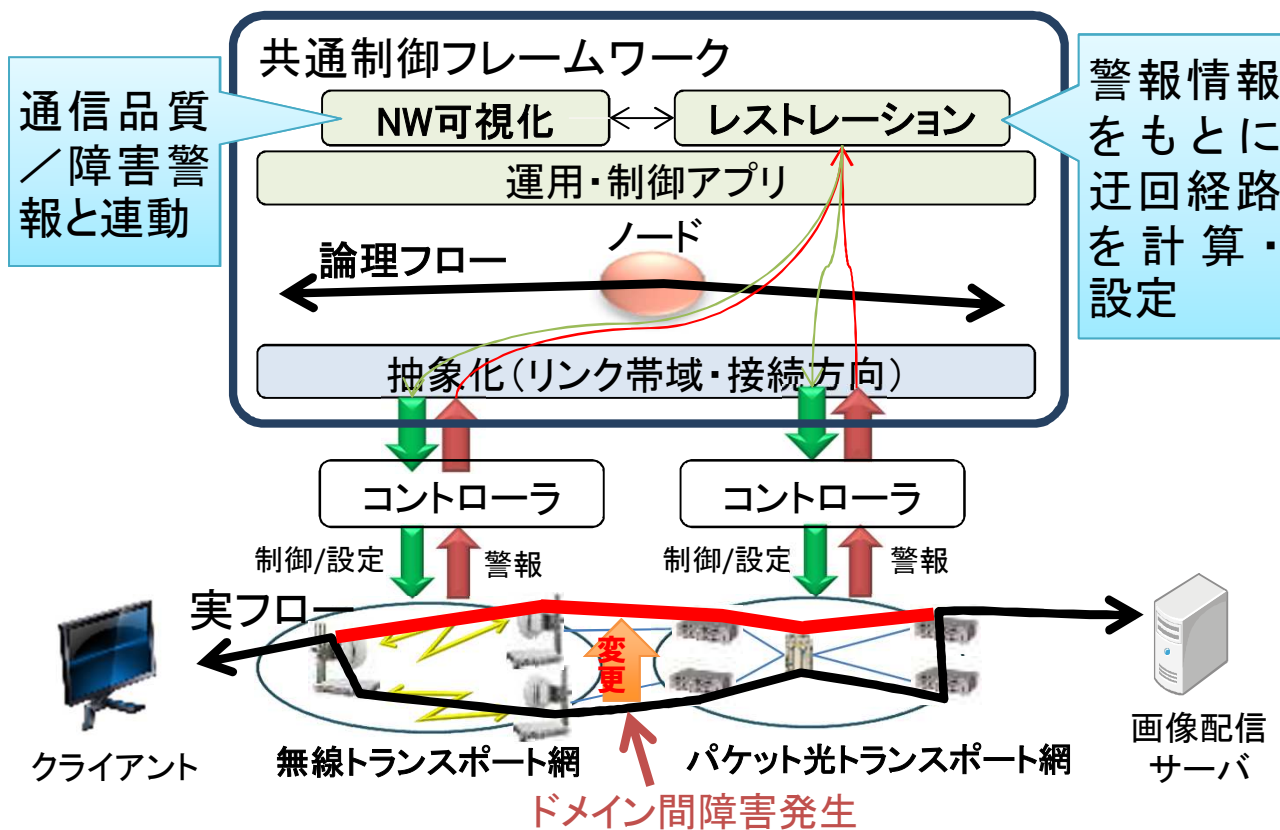 共通制御フレームワーク
通信品質
／障害警
報と連動
NW可視化
レストレーション
警報情報
をもとに
迂回経路
を計算・
設定
運用・制御アプリ
ノード
論理フロー
抽象化（リンク帯域・接続方向）
コントローラ
コントローラ
制御/設定
警報
制御/設定
警報
実フロー
変
更
クライアント
無線トランスポート網
パケット光トランスポート網
画像配信
サーバ
ドメイン間障害発生